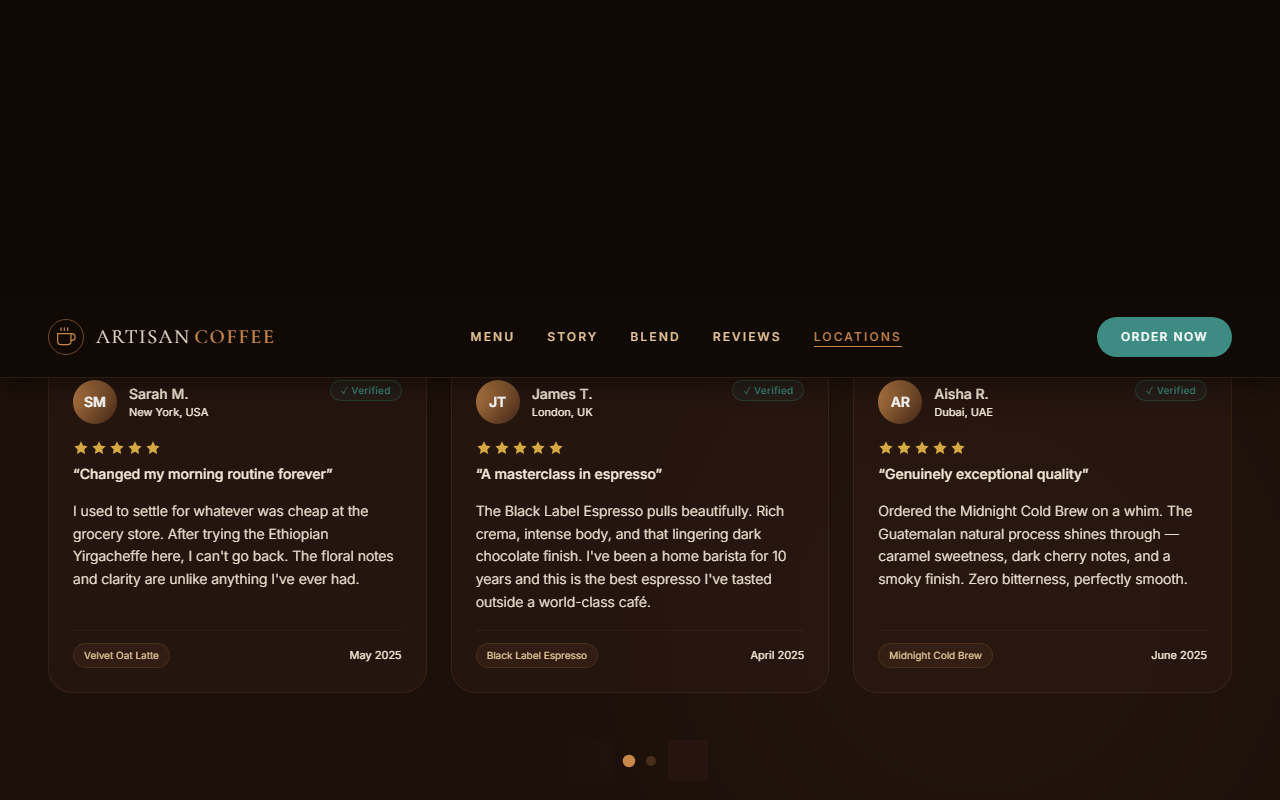 ARTISAN COFFEE
MENU STORY BLEND REVIEWS LOCATIONS
ORDER NOW
SM
Sarah M.
New York, USA
✓ Verified
“Changed my morning routine forever”
I used to settle for whatever was cheap at the
grocery store. After trying the Ethiopian
Yirgacheffe here, I can't go back. The floral notes
and clarity are unlike anything I've ever had.
Velvet Oat Latte
May 2025
JT
James T.
London, UK
✓ Verified
“A masterclass in espresso”
The Black Label Espresso pulls beautifully. Rich
crema, intense body, and that lingering dark
chocolate finish. I've been a home barista for 10
years and this is the best espresso I've tasted
outside a world-class café.
Black Label Espresso
April 2025
AR
Aisha R.
Dubai, UAE
✓ Verified
“Genuinely exceptional quality”
Ordered the Midnight Cold Brew on a whim. The
Guatemalan natural process shines through —
caramel sweetness, dark cherry notes, and a
smoky finish. Zero bitterness, perfectly smooth.
Midnight Cold Brew
June 2025